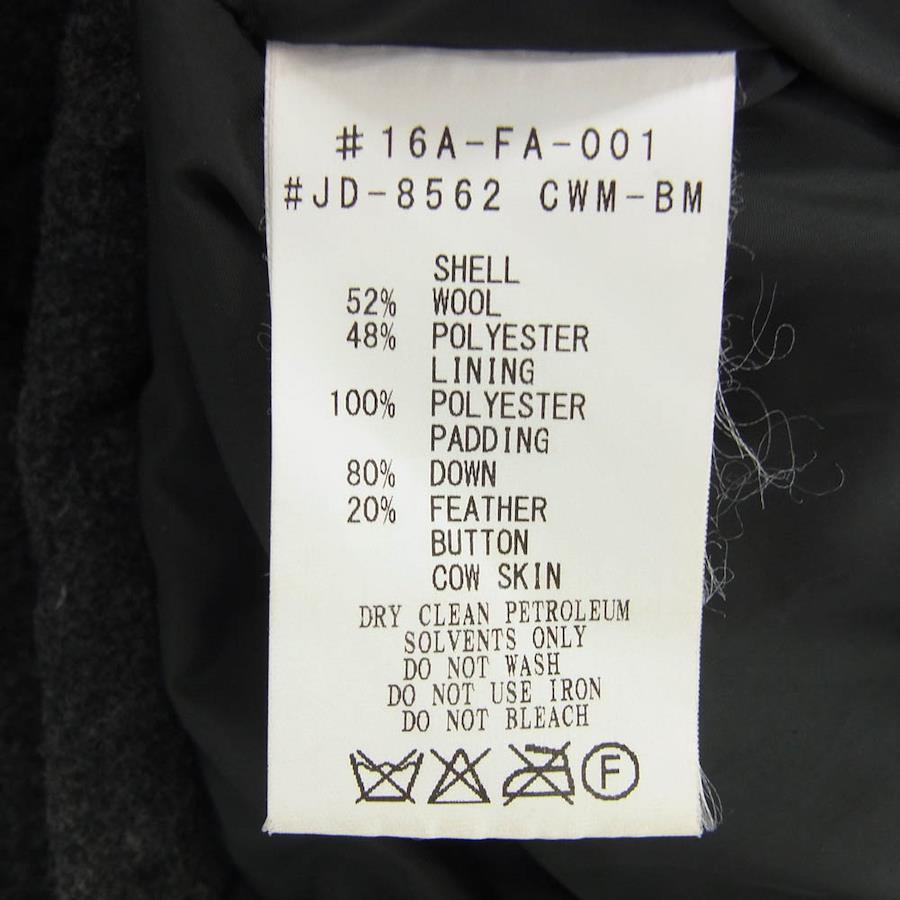 #16A-FA-001
#JD-8562 CWM-BM
SHELL
52% WOOL
48% POLYESTER
LINING
100% POLYESTER
PADDING
80% DOWN
20% FEATHER
BUTTON
COW SKIN
DRY CLEAN PETROLEUM
SOLVENTS ONLY
DO NOT WASH
DO NOT USE IRON
DO NOT BLEACH
F